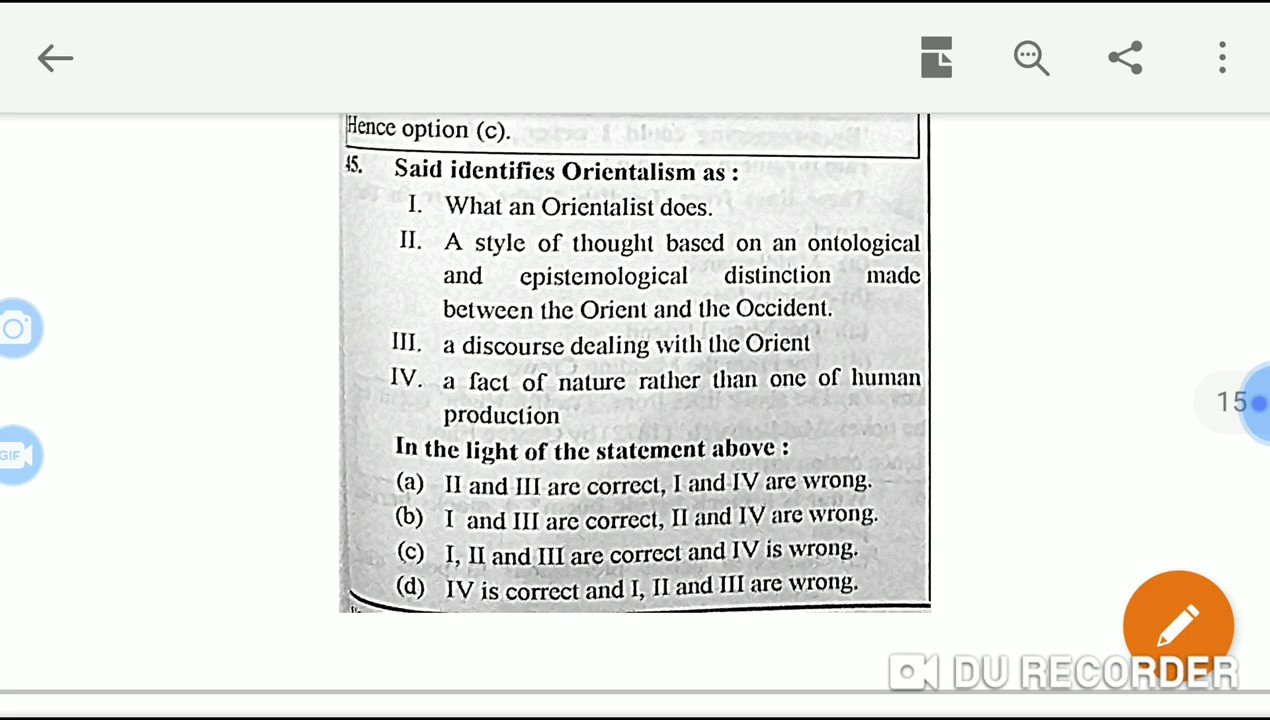 Hence option (c).
45. Said identifies Orientalism as :
I. What an Orientalist does.
II. A style of thought based on an ontological
and epistemological distinction made
between the Orient and the Occident.
III. a discourse dealing with the Orient
IV. a fact of nature rather than one of human
production
In the light of the statement above :
(a) II and III are correct, I and IV are wrong.
(b) I and III are correct, II and IV are wrong.
(c) I, II and III are correct and IV is wrong.
(d) IV is correct and I, II and III are wrong.
15
GIF
DU RECORDER